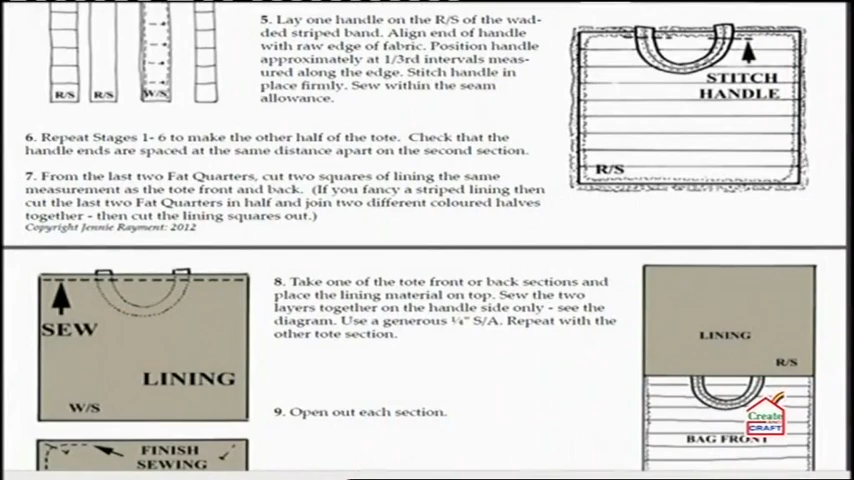 R/S
R/S
W/S
5. Lay one handle on the R/S of the wad-
ded striped band. Align end of handle
with raw edge of fabric. Position handle
approximately at 1/3rd intervals meas-
ured along the edge. Stitch handle in
place firmly. Sew within the seam
allowance.
STITCH
HANDLE
R/S
6. Repeat Stages 1- 6 to make the other half of the tote. Check that the
handle ends are spaced at the same distance apart on the second section.
7. From the last two Fat Quarters, cut two squares of lining the same
measurement as the tote front and back. (If you fancy a striped lining then
cut the last two Fat Quarters in half and join two different coloured halves
together - then cut the lining squares out.)
Copyright Jennie Rayment: 2012
SEW
LINING
W/S
8. Take one of the tote front or back sections and
place the lining material on top. Sew the two
layers together on the handle side only - see the
diagram. Use a generous ¼" S/A. Repeat with the
other tote section.
9. Open out each section.
LINING
R/S
BAG FRONT
Create
and
CRAFT
FINISH
SEWING